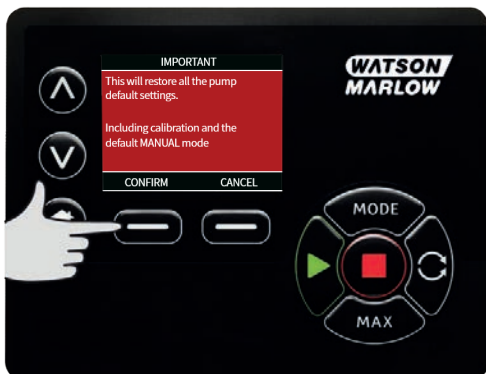 IMPORTANT
This will restore all the pump
default settings.
Including calibration and the
default MANUAL mode
CONFIRM CANCEL
WATSON
MARLOW
MODE
MAX